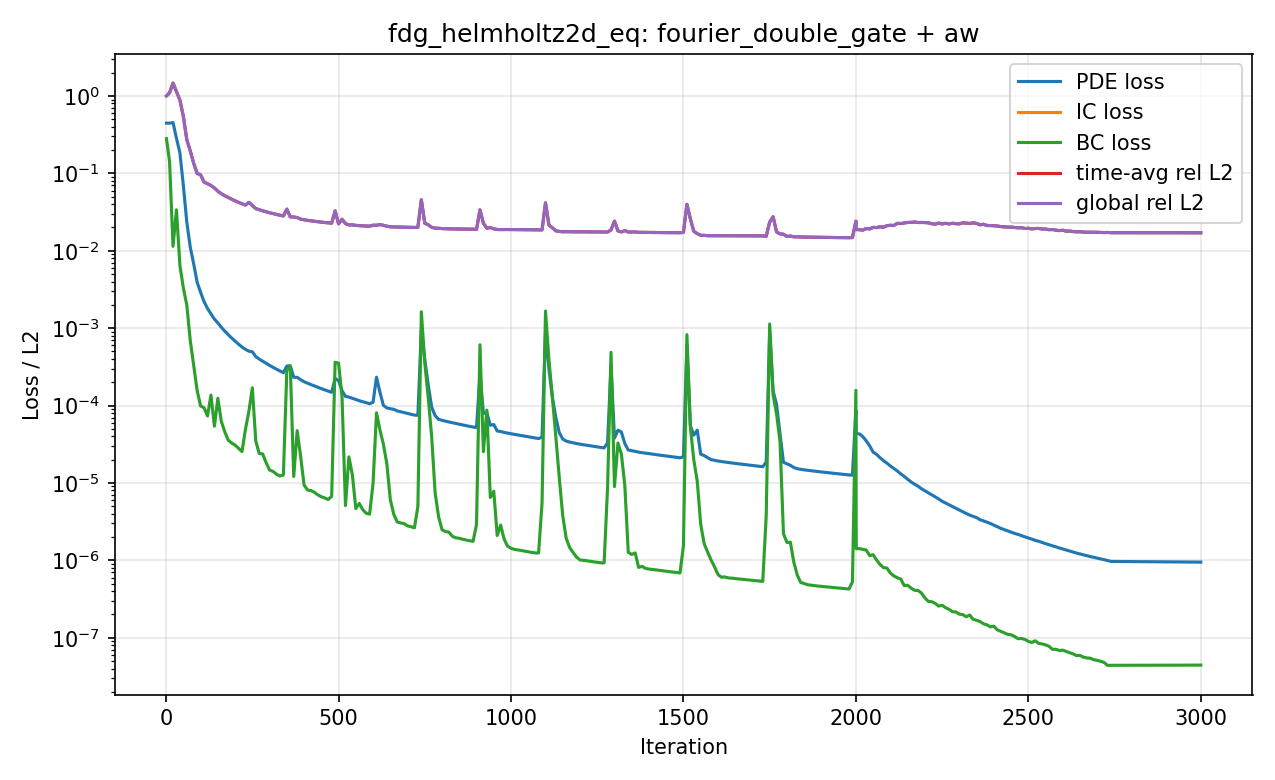 fdg_helmholtz2d_eq: fourier_double_gate + aw
PDE loss
IC loss
BC loss
time-avg rel L2
global rel L2
Loss / L2
10⁰
10⁻¹
10⁻²
10⁻³
10⁻⁴
10⁻⁵
10⁻⁶
10⁻⁷
0 500 1000 1500 2000 2500 3000
Iteration